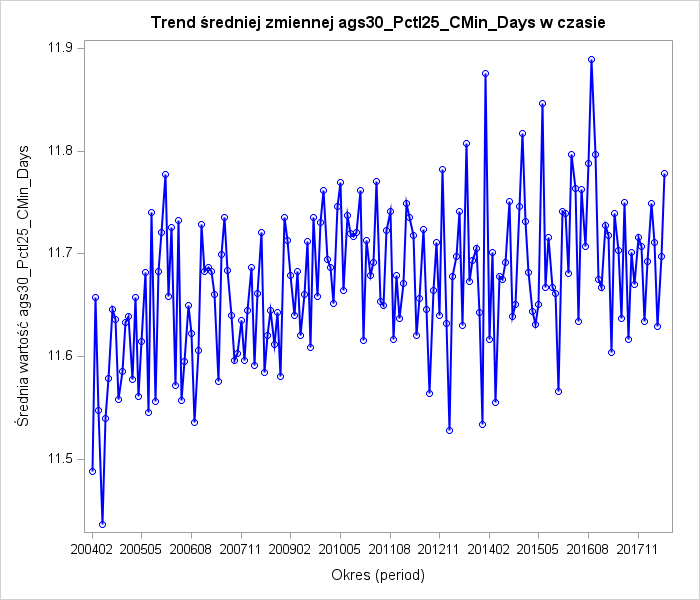 Trend średniej zmiennej ags30_Pctl25_CMin_Days w czasie
11.9
11.8
11.7
11.6
11.5
Średnia wartość ags30_Pctl25_CMin_Days
200402 200505 200608 200711 200902 201005 201108 201211 201402 201505 201608 201711
Okres (period)